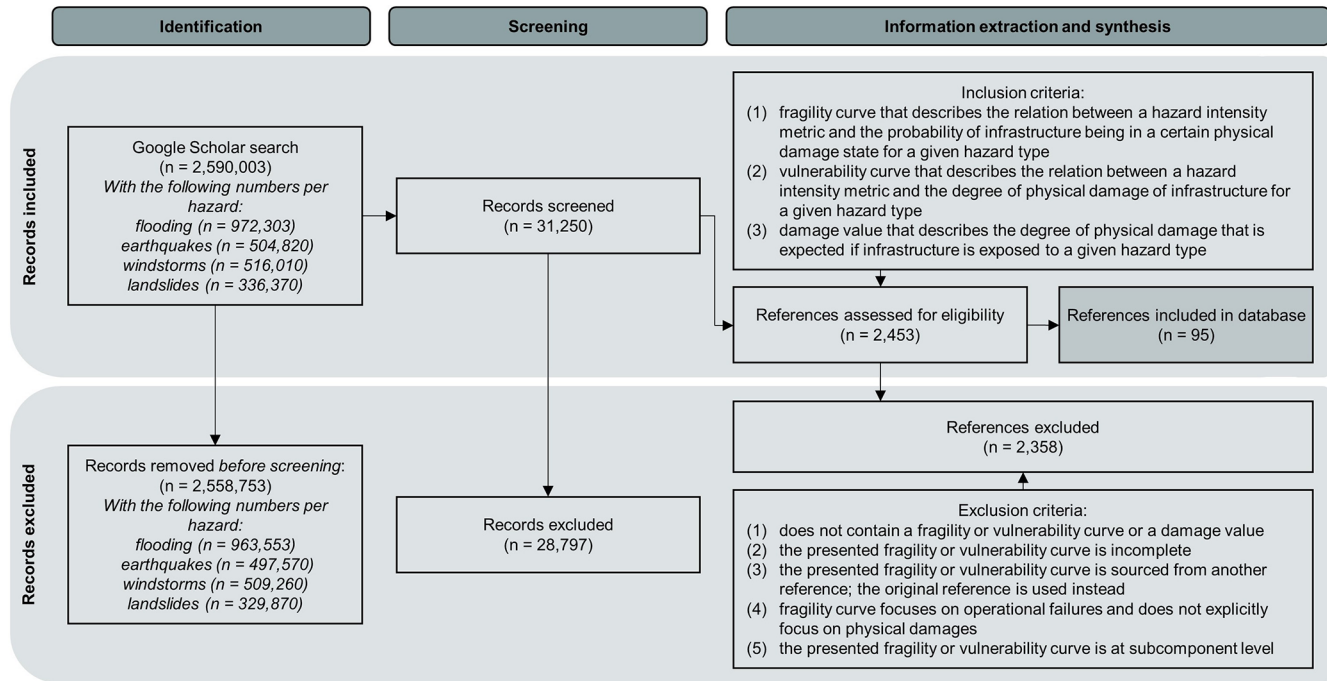 Identification
Screening
Information extraction and synthesis
Records included
Google Scholar search
(n = 2,590,003)
With the following numbers per
hazard:
flooding (n = 972,303)
earthquakes (n = 504,820)
windstorms (n = 516,010)
landslides (n = 336,370)
Records screened
(n = 31,250)
Inclusion criteria:
(1) fragility curve that describes the relation between a hazard intensity
metric and the probability of infrastructure being in a certain physical
damage state for a given hazard type
(2) vulnerability curve that describes the relation between a hazard
intensity metric and the degree of physical damage of infrastructure for
a given hazard type
(3) damage value that describes the degree of physical damage that is
expected if infrastructure is exposed to a given hazard type
References assessed for eligibility
(n = 2,453)
References included in database
(n = 95)
Records excluded
Records removed before screening:
(n = 2,558,753)
With the following numbers per
hazard:
flooding (n = 963,553)
earthquakes (n = 497,570)
windstorms (n = 509,260)
landslides (n = 329,870)
Records excluded
(n = 28,797)
References excluded
(n = 2,358)
Exclusion criteria:
(1) does not contain a fragility or vulnerability curve or a damage value
(2) the presented fragility or vulnerability curve is incomplete
(3) the presented fragility or vulnerability curve is sourced from another
reference; the original reference is used instead
(4) fragility curve focuses on operational failures and does not explicitly
focus on physical damages
(5) the presented fragility or vulnerability curve is at subcomponent level